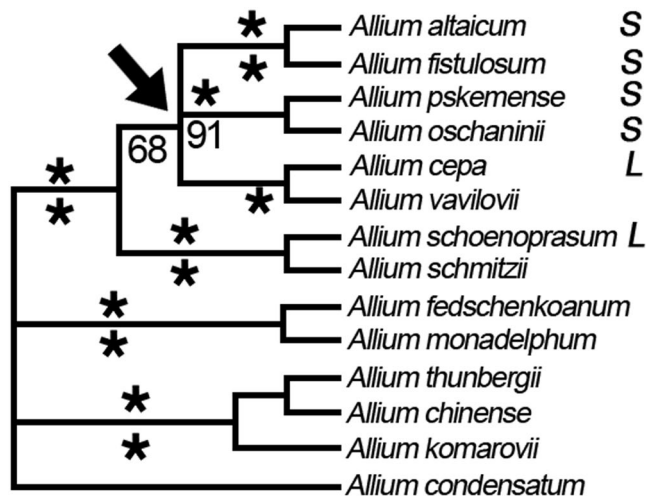 * Allium altaicum S
* Allium fistulosum S
* Allium pskemense S
68 91 Allium oschaninii S
* Allium cepa L
* Allium vavilovii
* * Allium schoenoprasum L
* Allium schmitzii
* Allium fedschenkoanum
* Allium monadelphum
Allium thunbergii
* Allium chinense
* Allium komarovii
Allium condensatum